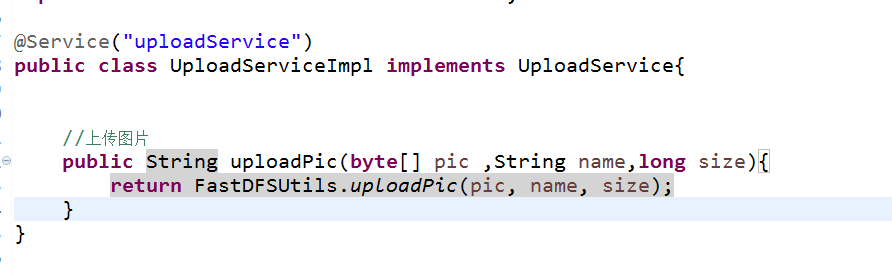 @Service("uploadService")
public class UploadServiceImpl implements UploadService{
//上传图片
public String uploadPic(byte[] pic ,String name,long size){
return FastDFSUtils.uploadPic(pic, name, size);
}
}